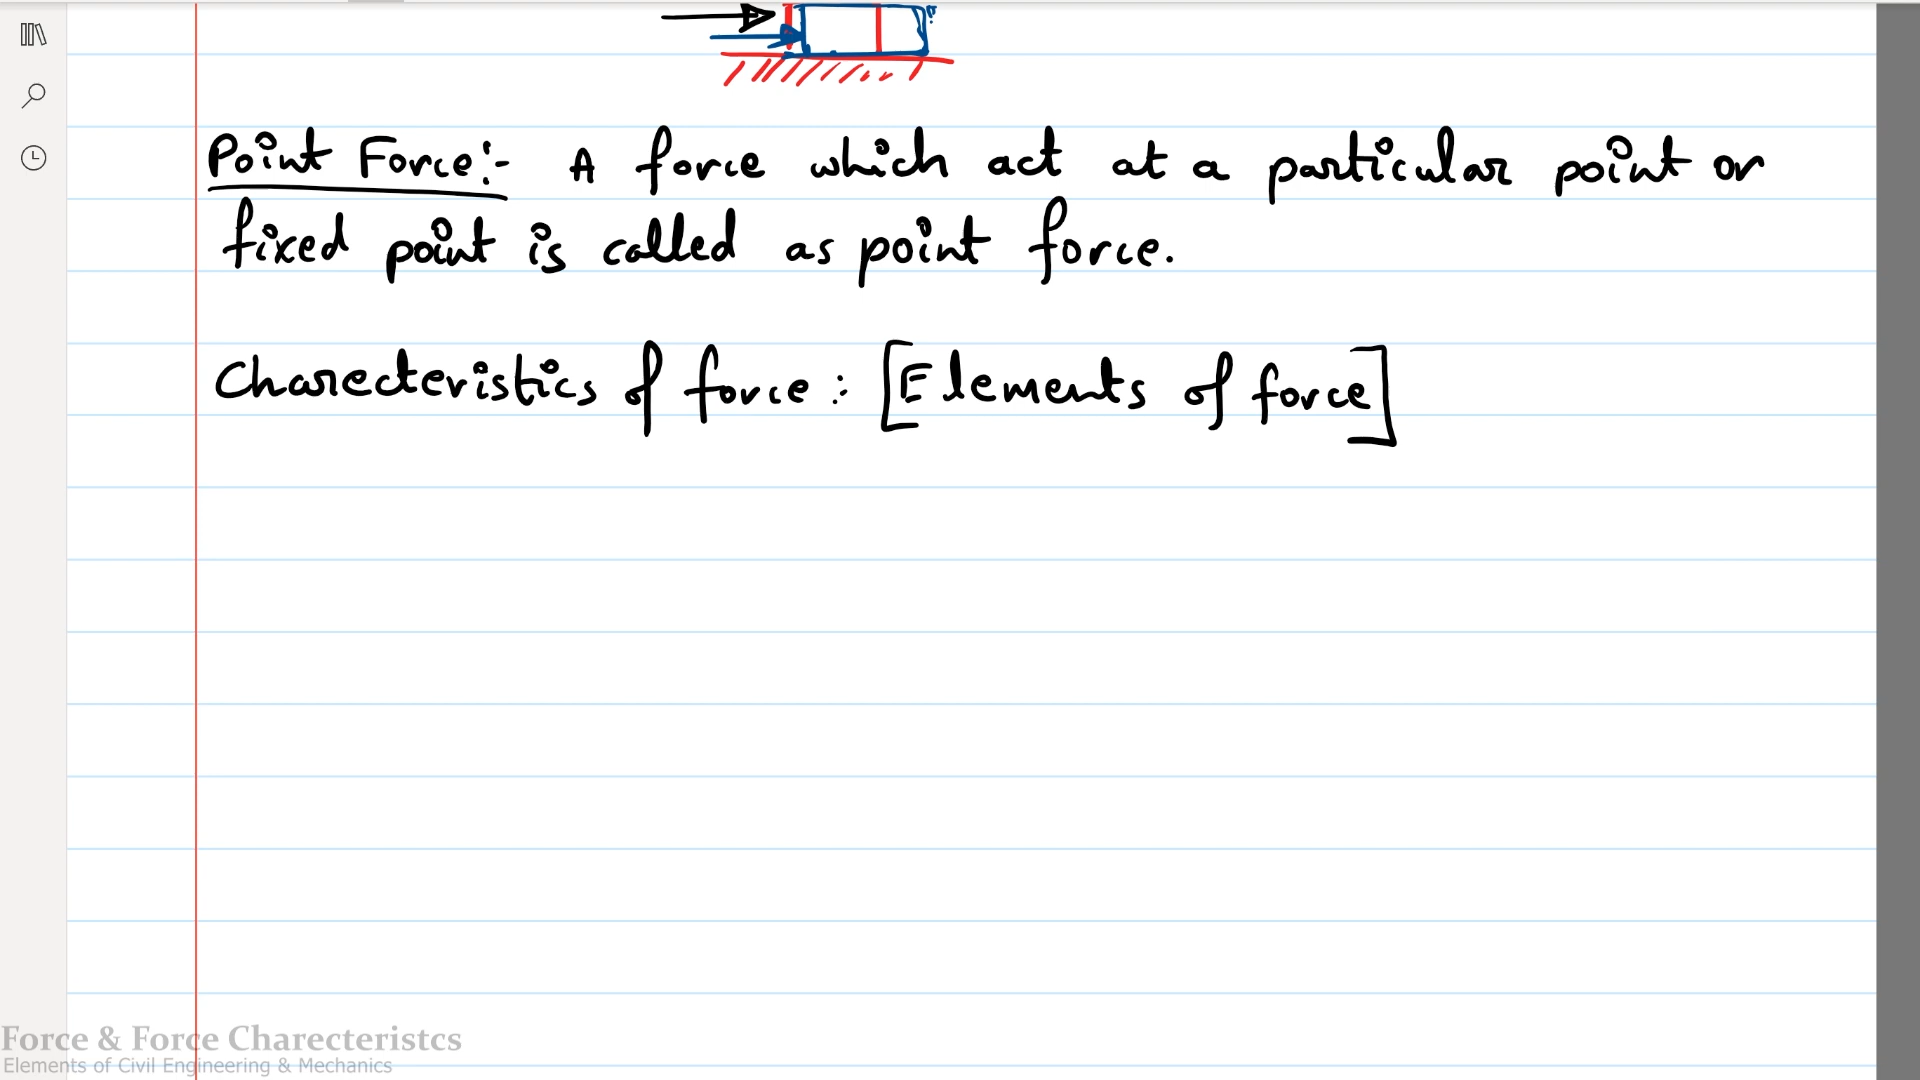 Point Force:- A force which act at a particular point or
fixed point is called as point force.
Charecteristics of force : [Elements of force]
Force & Force Charecteristcs
Elements of Civil Engineering & Mechanics